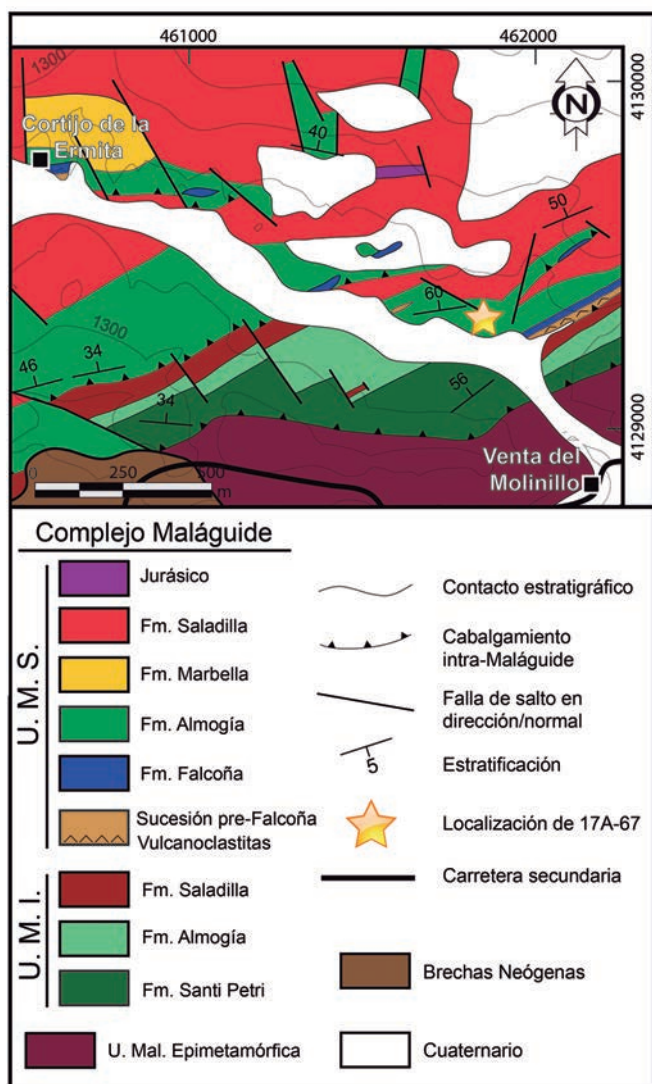 461000
462000
1300
4130000
N
Cortijo de la
Ermita
40
50
60
1300
46
34
34
56
4129000
Venta del
Molinillo
0
250
500
m
Complejo Maláguide
U. M. S.
Jurásico
Fm. Saladilla
Fm. Marbella
Fm. Almogía
Fm. Falcoña
Sucesión pre-Falcoña
Vulcanoclastitas
U. M. I.
Fm. Saladilla
Fm. Almogía
Fm. Santi Petri
U. Mal. Epimetamórfica
Contacto estratigráfico
Cabalgamiento
intra-Maláguide
Falla de salto en
dirección/normal
5
Estratificación
Localización de 17A-67
Carretera secundaria
Brechas Neógenas
Cuaternario